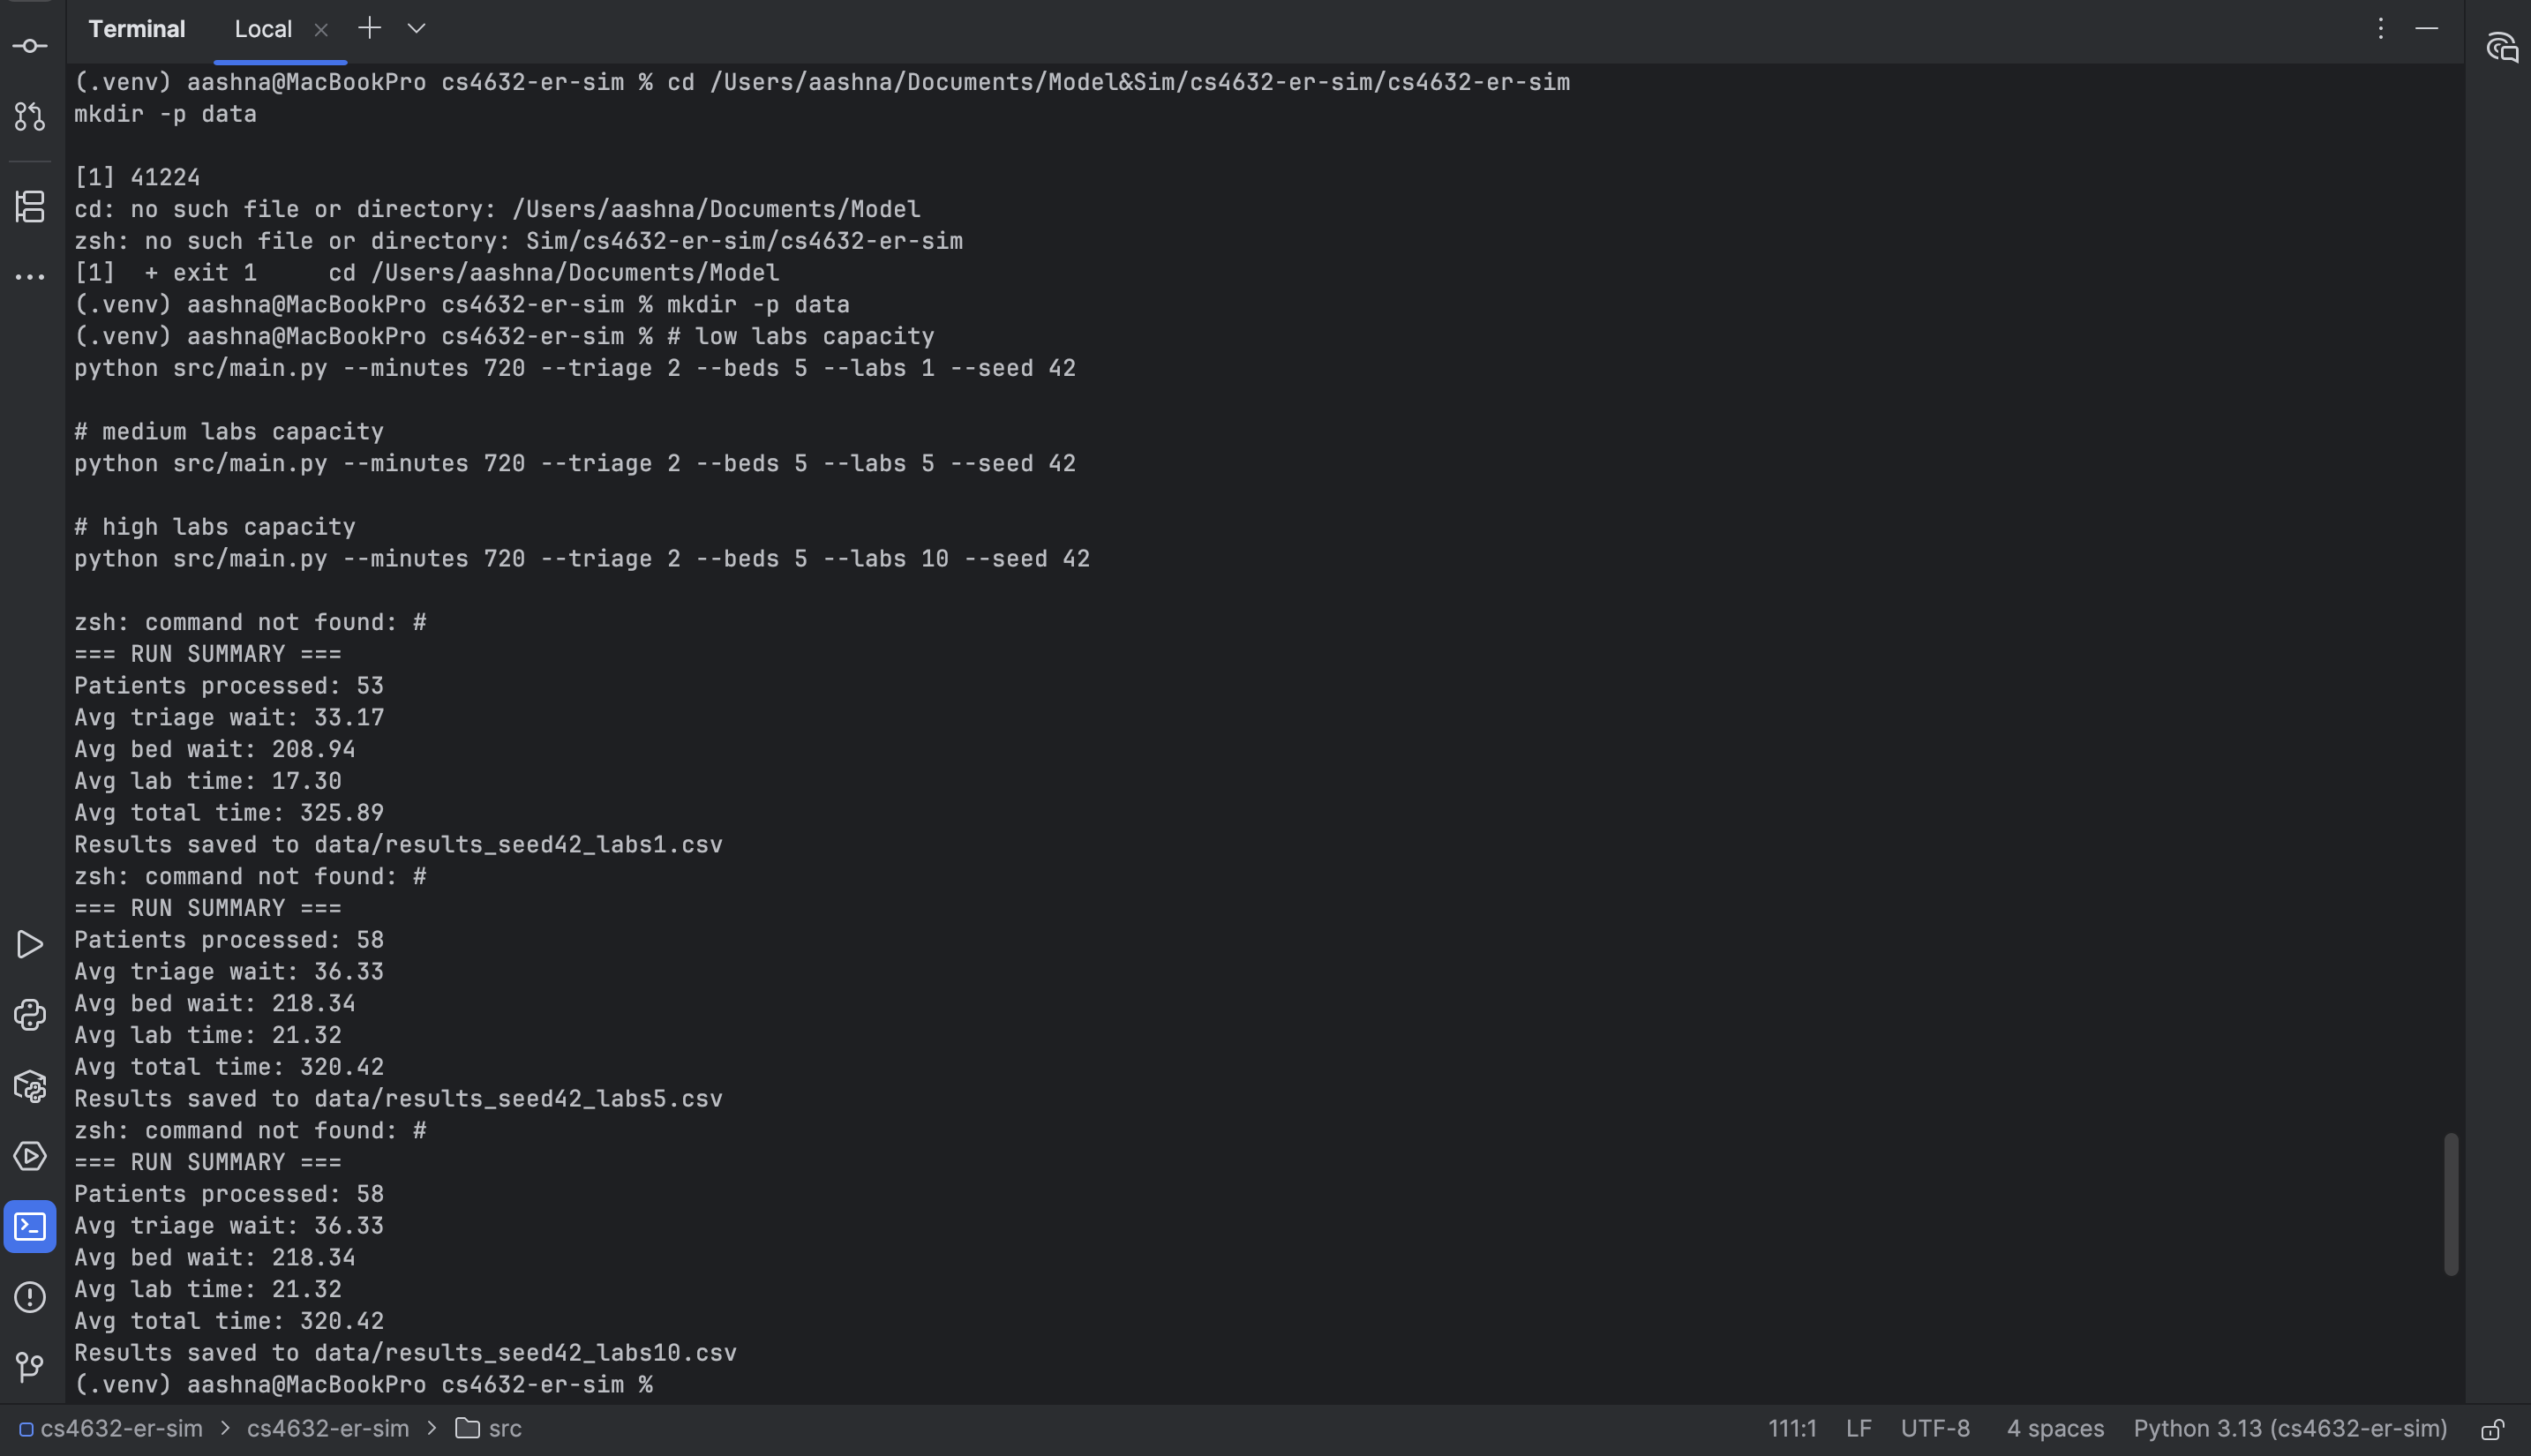 Terminal Local
(.venv) aashna@MacBookPro cs4632-er-sim % cd /Users/aashna/Documents/Model&Sim/cs4632-er-sim/cs4632-er-sim
mkdir -p data
[1] 41224
cd: no such file or directory: /Users/aashna/Documents/Model
zsh: no such file or directory: Sim/cs4632-er-sim/cs4632-er-sim
[1]  + exit 1     cd /Users/aashna/Documents/Model
(.venv) aashna@MacBookPro cs4632-er-sim % mkdir -p data
(.venv) aashna@MacBookPro cs4632-er-sim % # low labs capacity
python src/main.py --minutes 720 --triage 2 --beds 5 --labs 1 --seed 42
# medium labs capacity
python src/main.py --minutes 720 --triage 2 --beds 5 --labs 5 --seed 42
# high labs capacity
python src/main.py --minutes 720 --triage 2 --beds 5 --labs 10 --seed 42
zsh: command not found: #
=== RUN SUMMARY ===
Patients processed: 53
Avg triage wait: 33.17
Avg bed wait: 208.94
Avg lab time: 17.30
Avg total time: 325.89
Results saved to data/results_seed42_labs1.csv
zsh: command not found: #
=== RUN SUMMARY ===
Patients processed: 58
Avg triage wait: 36.33
Avg bed wait: 218.34
Avg lab time: 21.32
Avg total time: 320.42
Results saved to data/results_seed42_labs5.csv
zsh: command not found: #
=== RUN SUMMARY ===
Patients processed: 58
Avg triage wait: 36.33
Avg bed wait: 218.34
Avg lab time: 21.32
Avg total time: 320.42
Results saved to data/results_seed42_labs10.csv
(.venv) aashna@MacBookPro cs4632-er-sim %
cs4632-er-sim > cs4632-er-sim > src 111:1 LF UTF-8 4 spaces Python 3.13 (cs4632-er-sim)